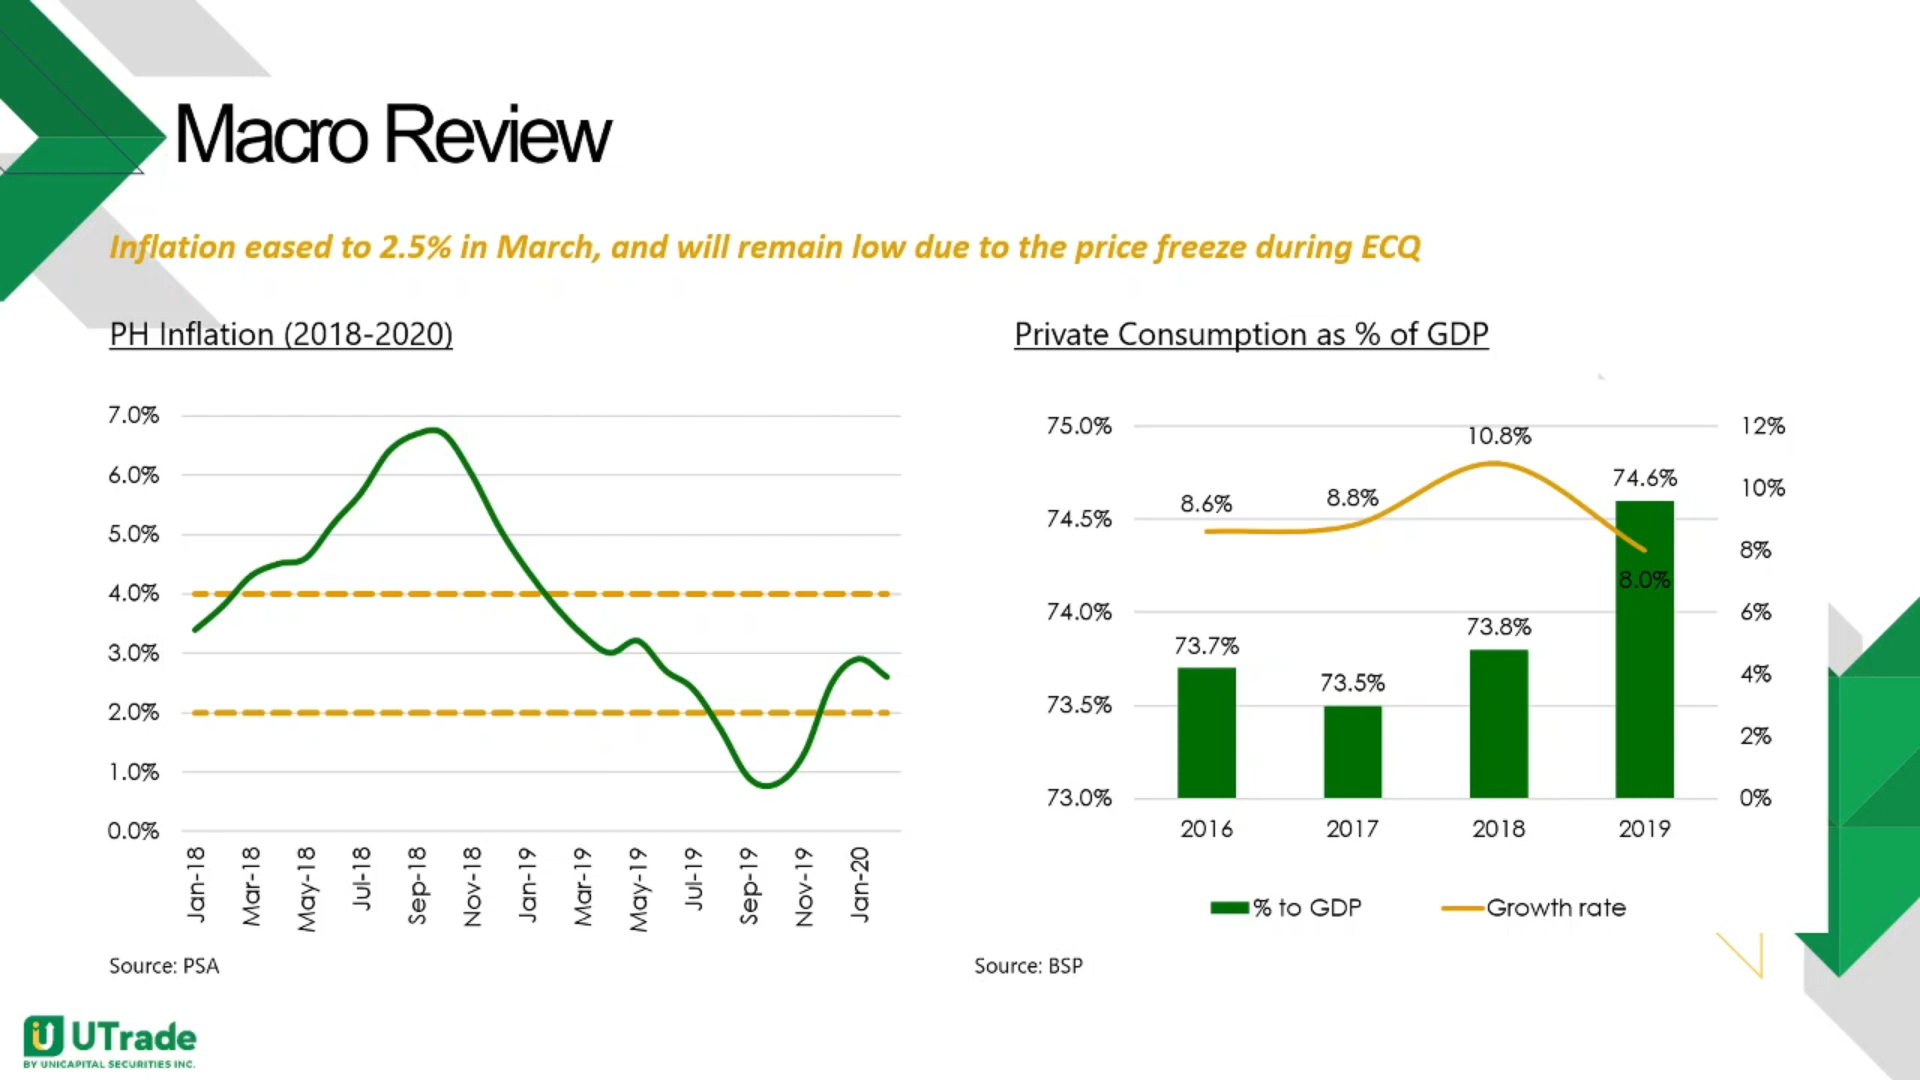 Macro Review
Inflation eased to 2.5% in March, and will remain low due to the price freeze during ECQ
PH Inflation (2018-2020)
7.0%
6.0%
5.0%
4.0%
3.0%
2.0%
1.0%
0.0%
Jan-18
Mar-18
May-18
Jul-18
Sep-18
Nov-18
Jan-19
Mar-19
May-19
Jul-19
Sep-19
Nov-19
Jan-20
Source: PSA
Private Consumption as % of GDP
75.0%
74.5%
74.0%
73.5%
73.0%
8.6%
8.8%
10.8%
8.0%
73.7%
73.5%
73.8%
74.6%
12%
10%
8%
6%
4%
2%
0%
2016
2017
2018
2019
% to GDP
Growth rate
Source: BSP
UTrade
BY UNICAPITAL SECURITIES INC.